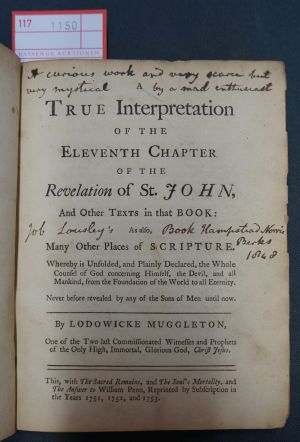 117
1150
BASSENGE AUKTIONEN
A curious work and very scarce but
very mystical by a mad enthusiast
A
TRUE Interpretation
OF THE
ELEVENTH CHAPTER
OF THE
Revelation of St. JOHN,
And Other TEXTS in that BOOK:
Job Lousley's Book Hampstead Norris
As also,
Berks
1848
Many Other Places of SCRIPTURE.
Whereby is Unfolded, and Plainly Declared, the Whole
Counsel of God concerning Himself, the Devil, and all
Mankind, from the Foundation of the World to all Eternity.
Never before revealed by any of the Sons of Men until now.
By LODOWICKE MUGGLETON,
One of the Two last Commissionated Witnesses and Prophets
of the Only High, Immortal, Glorious God, Christ Jesus.
This, with The Sacred Remains, and The Soul's Mortality, and
The Answer to William Penn, Reprinted by Subscription in
the Years 1751, 1752, and 1753.